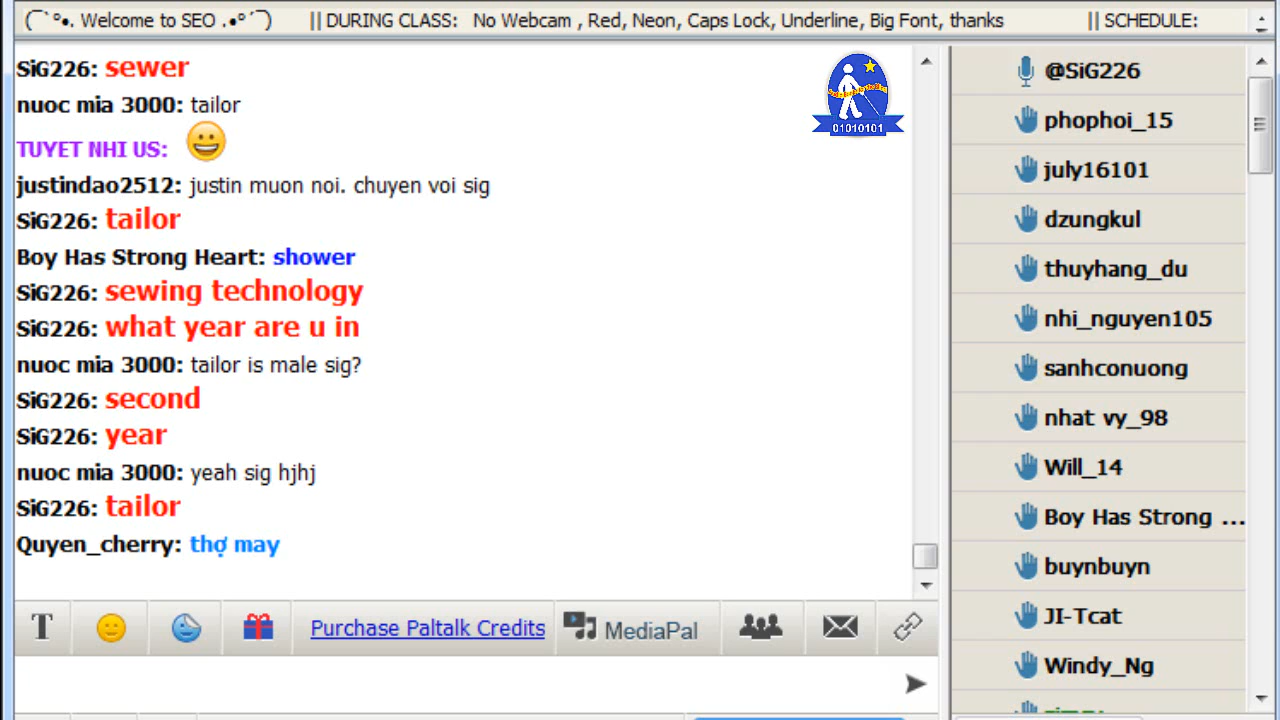 (¯`°•. Welcome to SEO .•°´¯) || DURING CLASS: No Webcam , Red, Neon, Caps Lock, Underline, Big Font, thanks || SCHEDULE:
SiG226: sewer
nuoc mia 3000: tailor
TUYET NHI US:
justindao2512: justin muon noi. chuyen voi sig
SiG226: tailor
Boy Has Strong Heart: shower
SiG226: sewing technology
SiG226: what year are u in
nuoc mia 3000: tailor is male sig?
SiG226: second
SiG226: year
nuoc mia 3000: yeah sig hjhj
SiG226: tailor
Quyen_cherry: thợ may
01010101
T Purchase Paltalk Credits MediaPal
@SiG226
phophoi_15
july16101
dzungkul
thuyhang_du
nhi_nguyen105
sanhconuong
nhat vy_98
Will_14
Boy Has Strong ...
buynbuyn
JI-Tcat
Windy_Ng